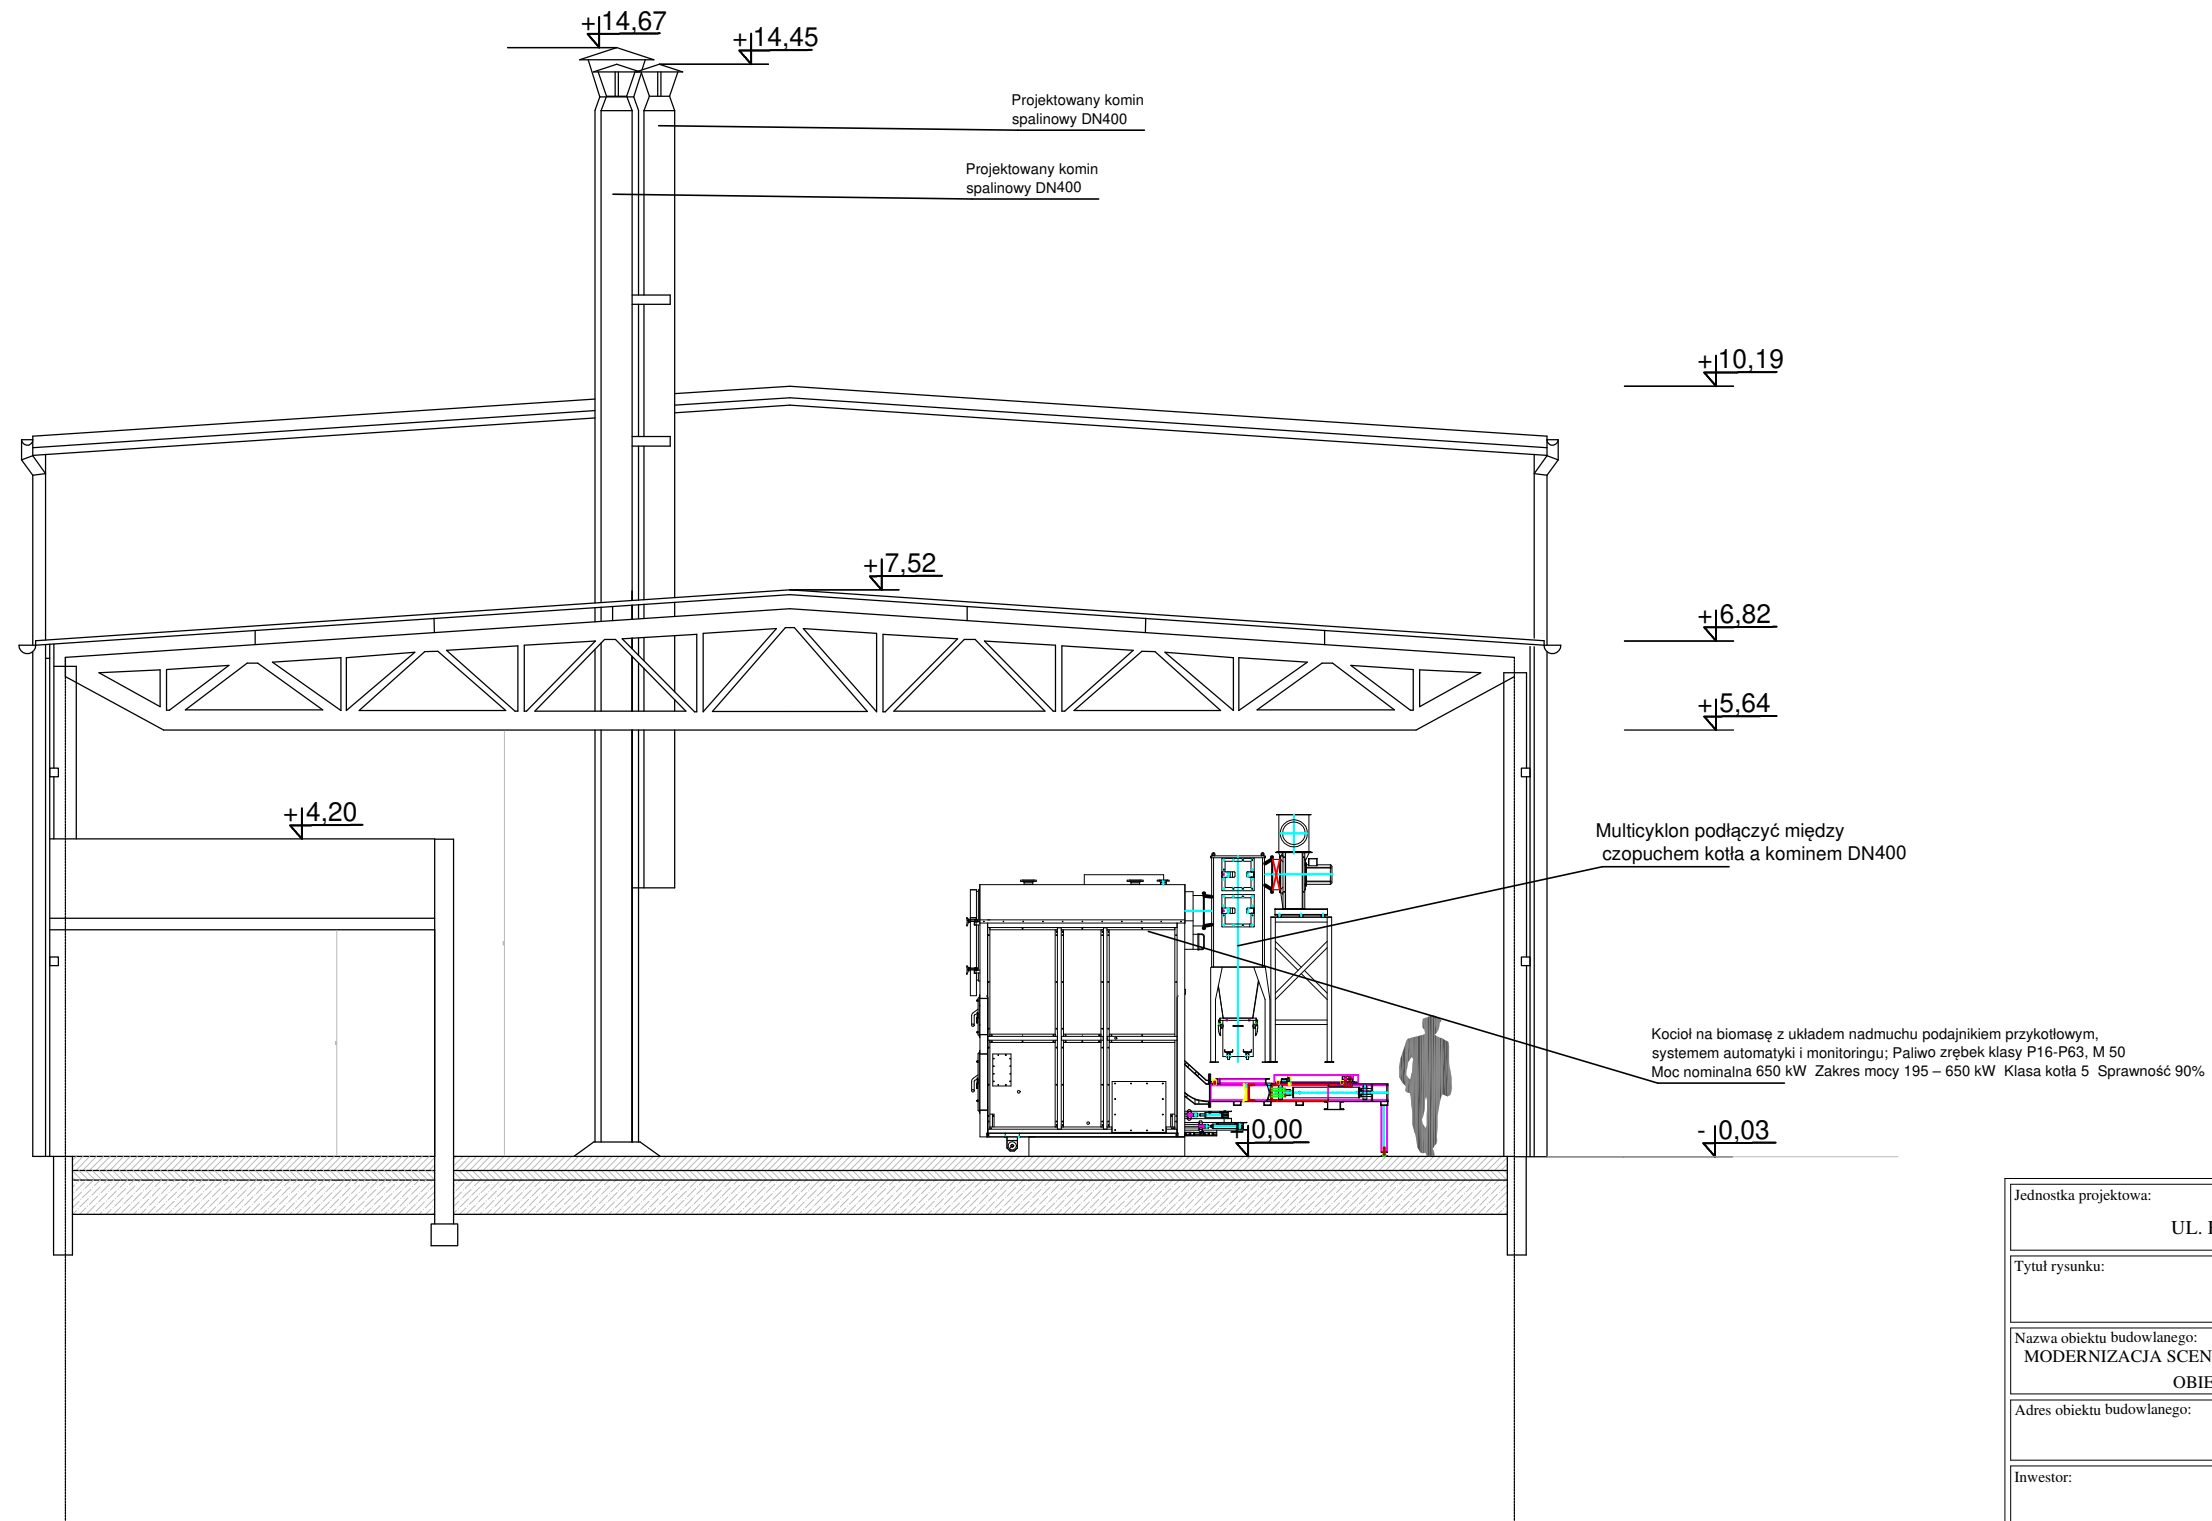 +14,67
+14,45
Projektowany komin
spalinowy DN400
Projektowany komin
spalinowy DN400
+10,19
+7,52
+6,82
+5,64
+4,20
Multicyklon podłączyć między
czopuchem kotła a kominem DN400
Kocioł na biomasę z układem nadmuchu podajnikiem przykotłowym,
systemem automatyki i monitoringu; Paliwo zrębek klasy P16-P63, M 50
Moc nominalna 650 kW Zakres mocy 195 – 650 kW Klasa kotła 5 Sprawność 90%
0,00
- 0,03
Jednostka projektowa:
UL.
Tytuł rysunku:
Nazwa obiektu budowlanego:
MODERNIZACJA SCEN
OBIE
Adres obiektu budowlanego:
Inwestor: